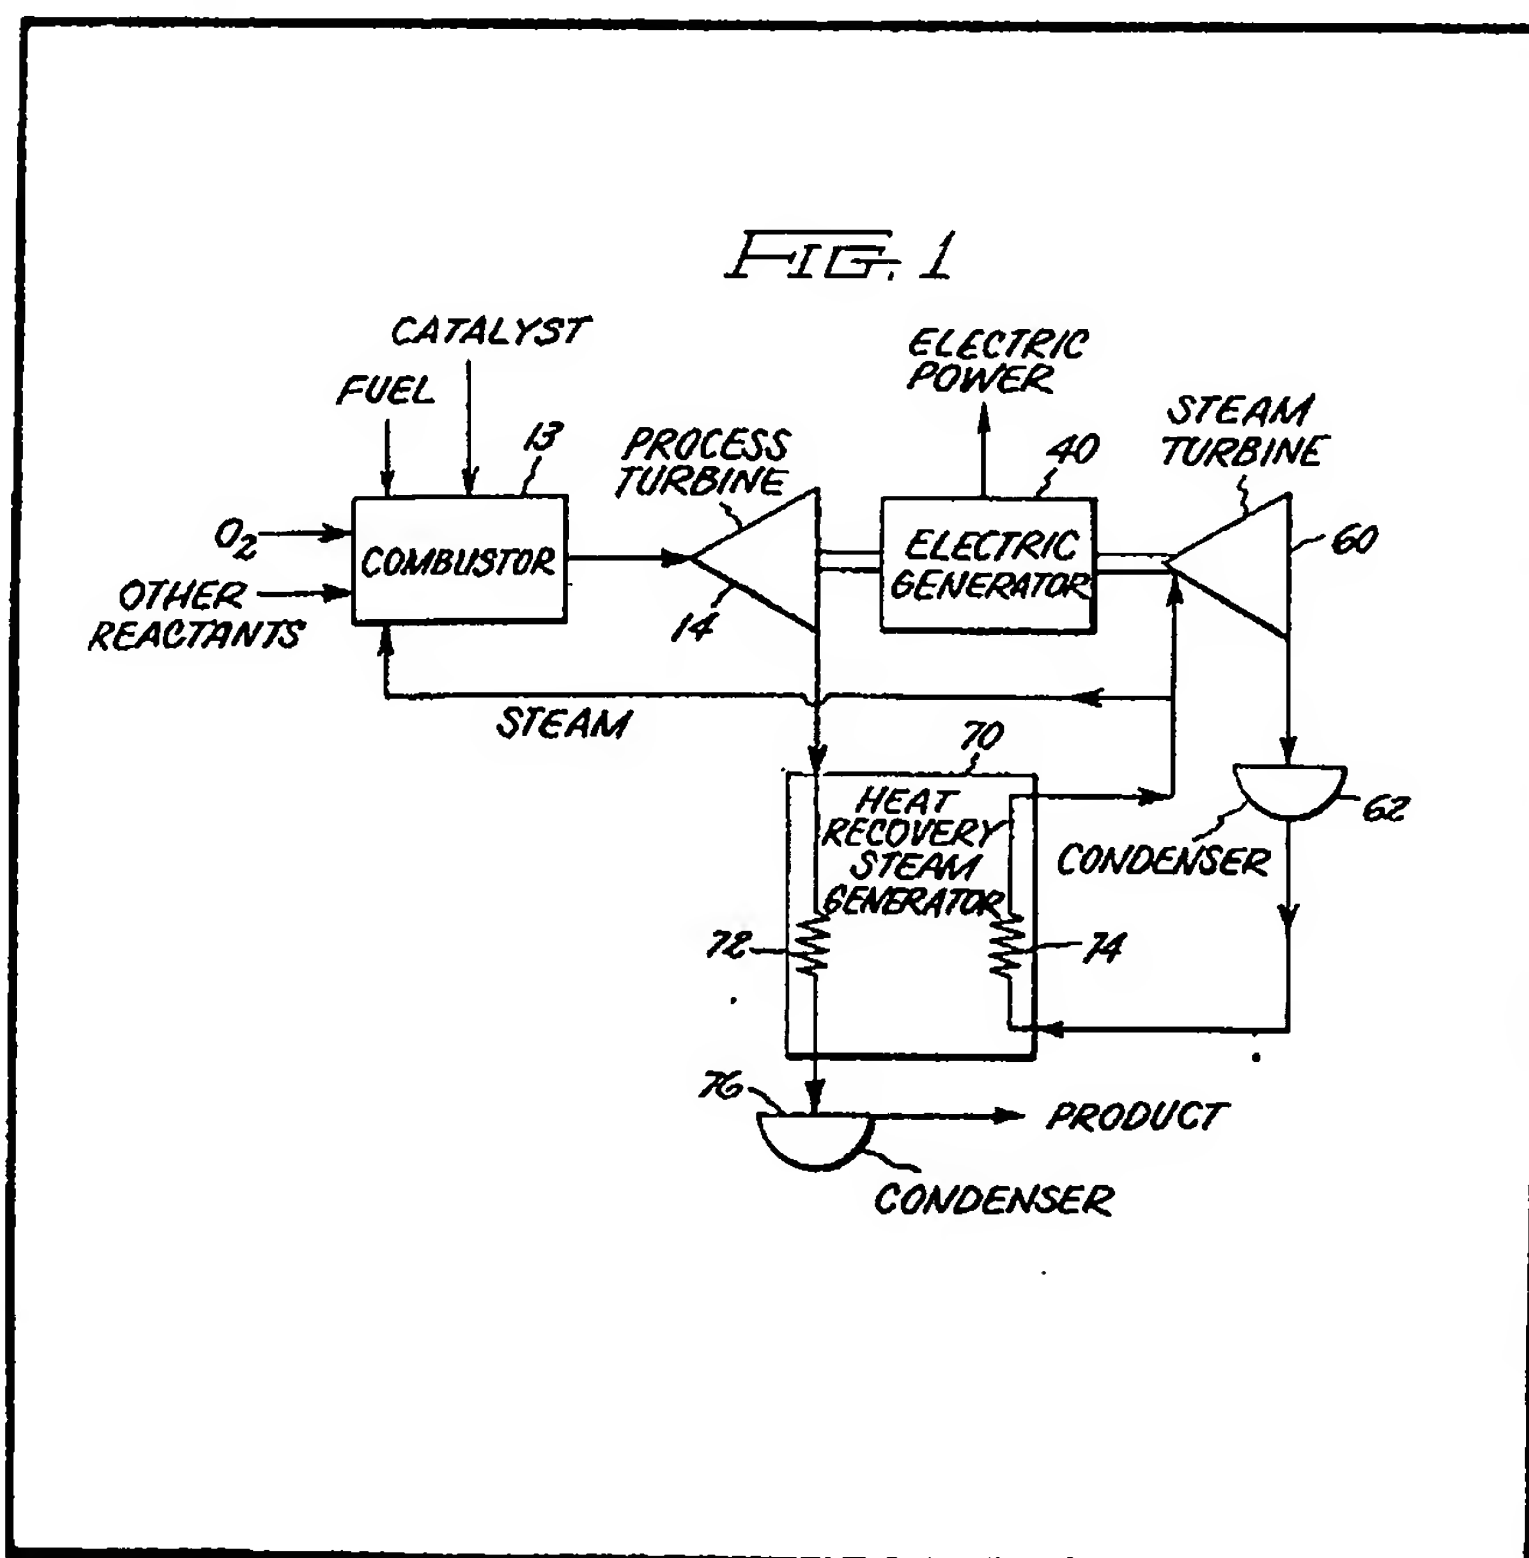 FIG. 1
CATALYST
FUEL
13
O2
OTHER
REACTANTS
COMBUSTOR
PROCESS
TURBINE
14
ELECTRIC
POWER
40
ELECTRIC
GENERATOR
STEAM
TURBINE
60
STEAM
70
HEAT
RECOVERY
STEAM
GENERATOR
72
74
62
CONDENSER
76
PRODUCT
CONDENSER